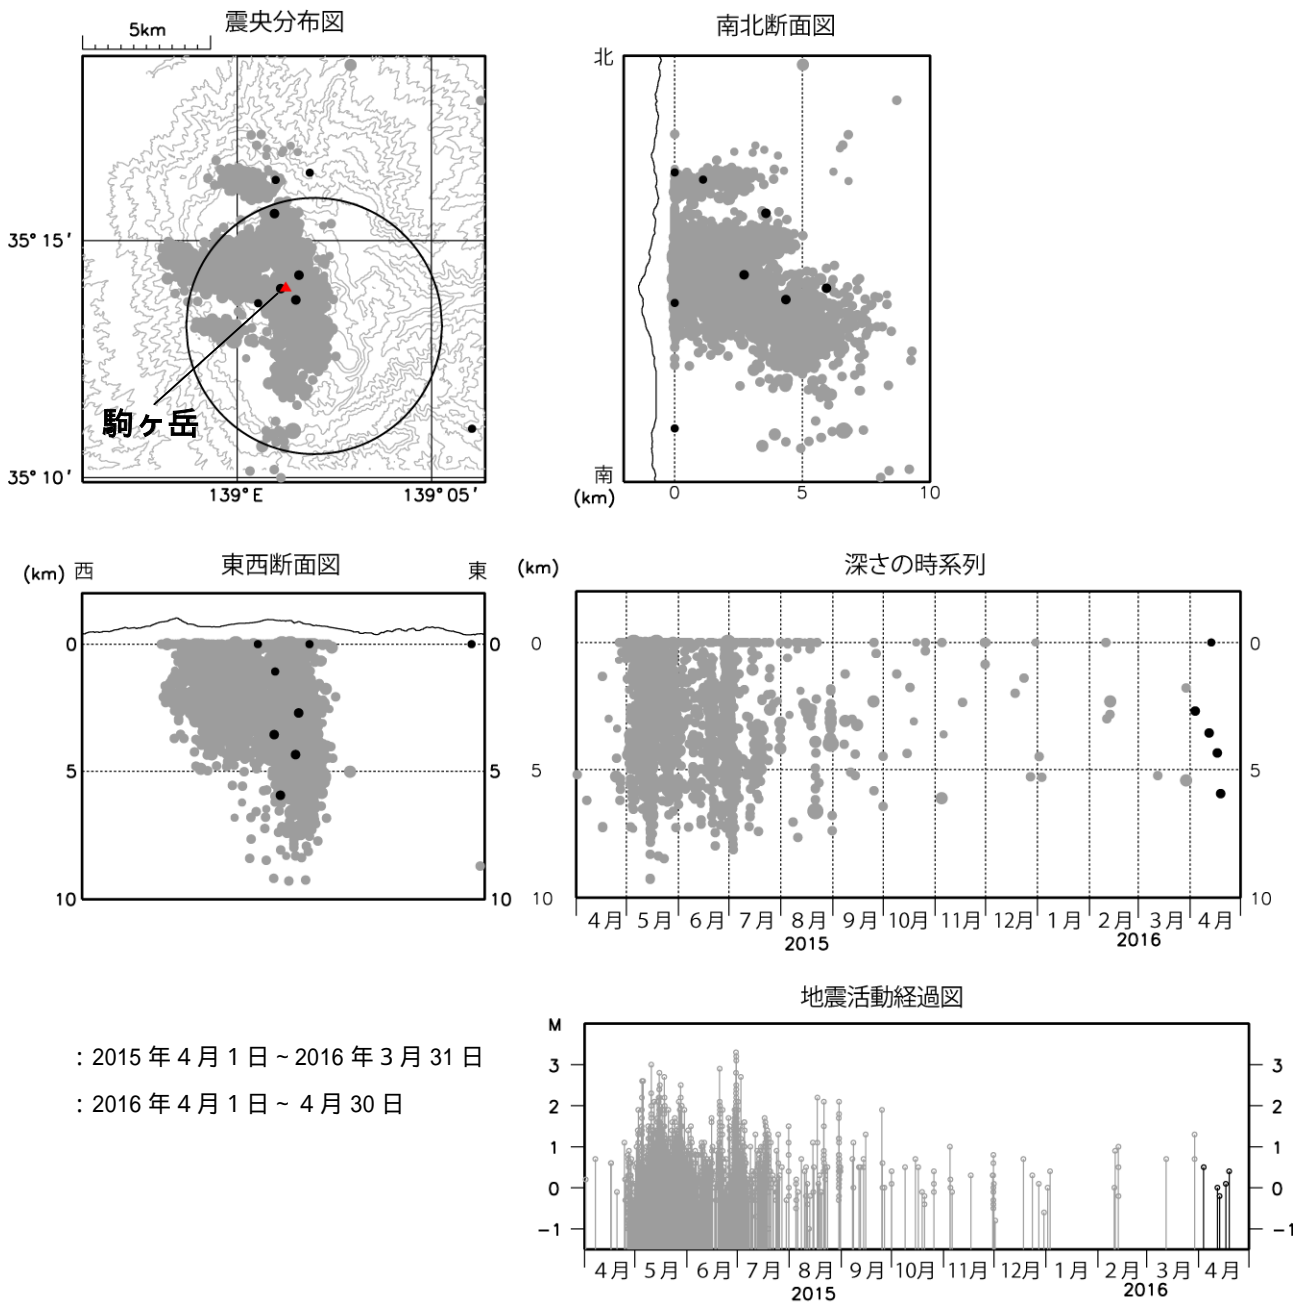 震央分布図
5km
35° 15′
駒ヶ岳
35° 10′
139° E
139° 05′
南北断面図
北
南
(km)
0
5
10
東西断面図
(km)
西
東
0
0
5
5
10
10
深さの時系列
(km)
0
0
5
5
10
10
4月
5月
6月
7月
8月
9月
10月
11月
12月
1月
2月
3月
4月
2015
2016
地震活動経過図
M
3
3
2
2
1
1
0
0
−1
−1
4月
5月
6月
7月
8月
9月
10月
11月
12月
1月
2月
3月
4月
2015
2016
: 2015 年 4 月 1 日 ~ 2016 年 3 月 31 日
: 2016 年 4 月 1 日 ~ 4 月 30 日